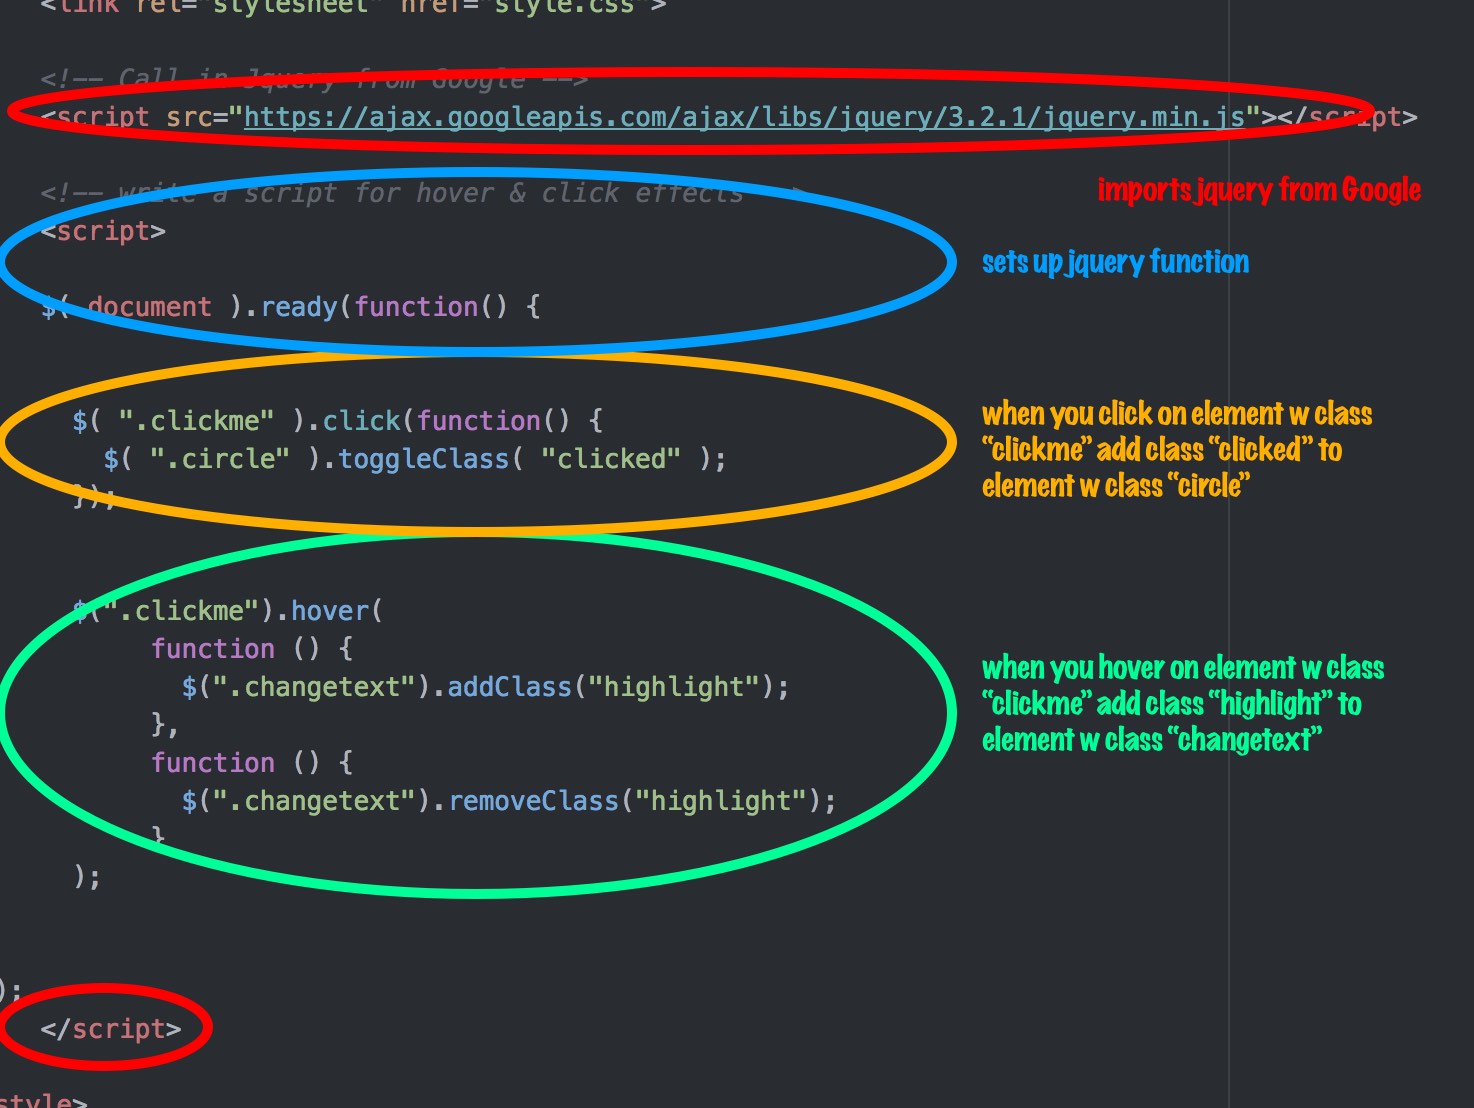 <link rel="stylesheet" href="style.css">
<!-- Call in Jquery from Google -->
<script src="https://ajax.googleapis.com/ajax/libs/jquery/3.2.1/jquery.min.js"></script>
imports jquery from Google
<!-- write a script for hover & click effects -->
<script>
sets up jquery function
$( document ).ready(function() {
$( ".clickme" ).click(function() {
$( ".circle" ).toggleClass( "clicked" );
});
when you click on element w class
“clickme” add class “clicked” to
element w class “circle”
$(".clickme").hover(
function () {
$(".changetext").addClass("highlight");
},
function () {
$(".changetext").removeClass("highlight");
}
);
when you hover on element w class
“clickme” add class “highlight” to
element w class “changetext”
);
</script>
style>